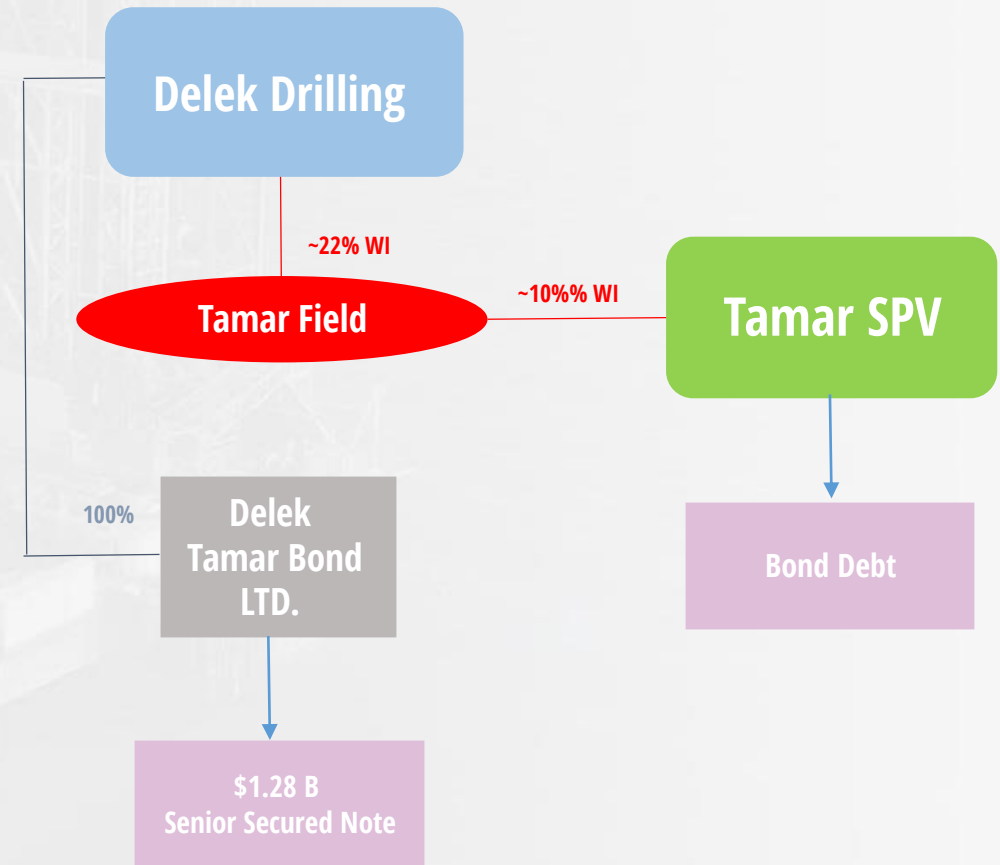 Delek Drilling
~22% WI
Tamar Field
~10%% WI
Tamar SPV
100%
Delek
Tamar Bond
LTD.
Bond Debt
$1.28 B
Senior Secured Note